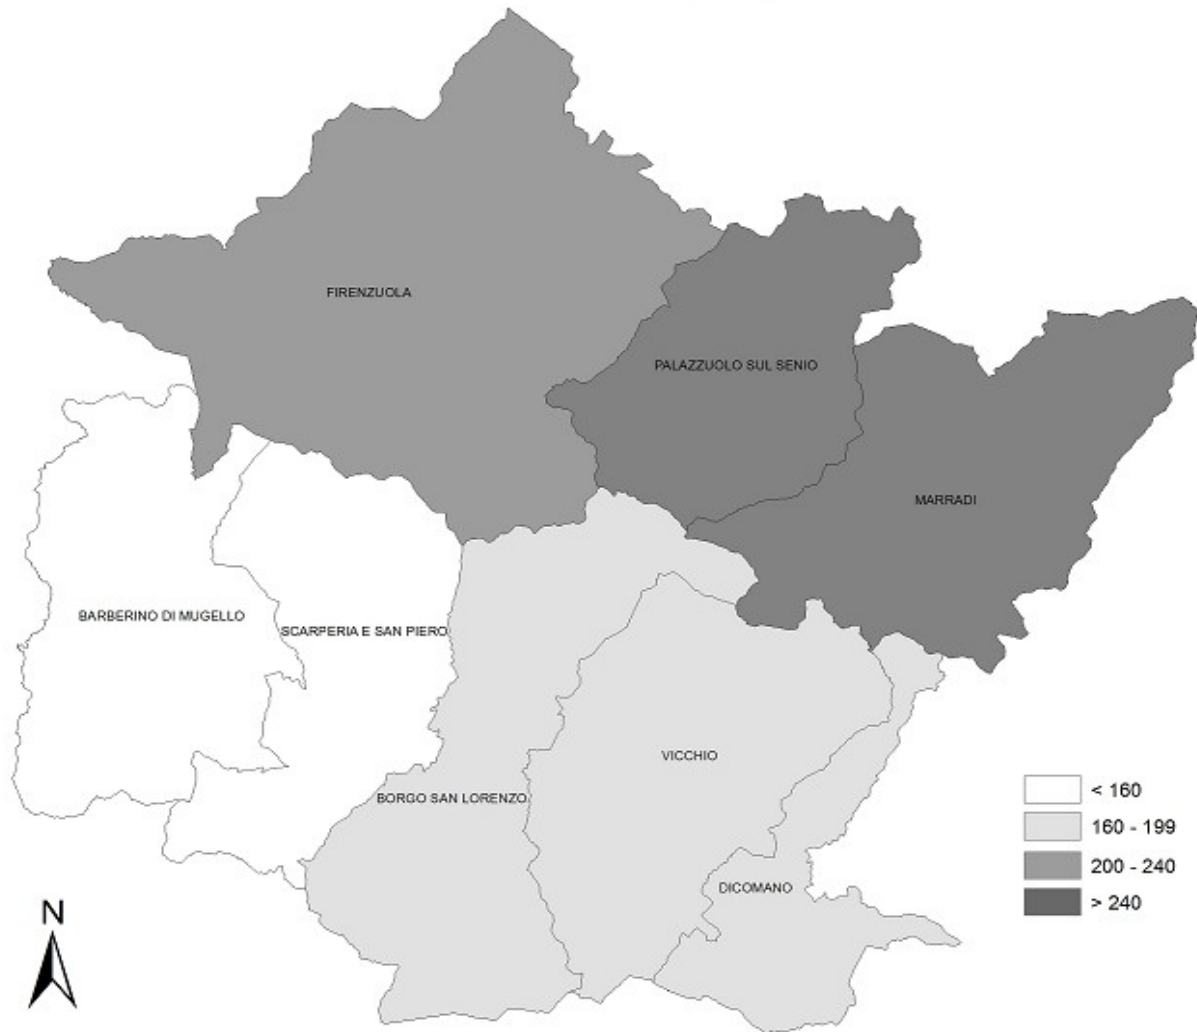 FIRENZUOLA
PALAZZUOLO SUL SENIO
MARRADI
BARBERINO DI MUGELLO
SCARPERIA E SAN PIERO
VICCHIO
BORGO SAN LORENZO
DICOMANO
< 160
160 - 199
200 - 240
> 240
N